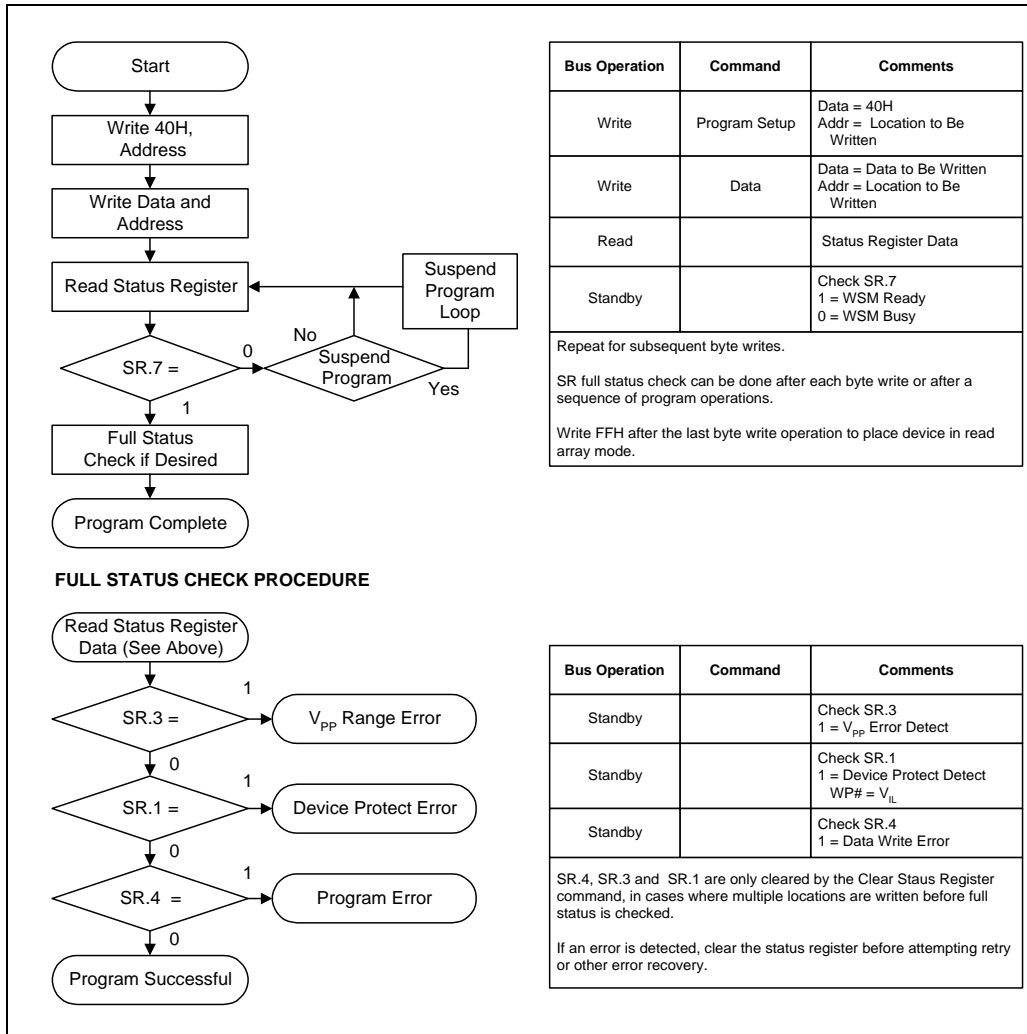 Start
Write 40H,
Address
Write Data and
Address
Read Status Register
Suspend
Program
Loop
No
SR.7 =
0
Suspend
Program
Yes
1
Full Status
Check if Desired
Program Complete
Bus Operation Command Comments
Write Program Setup Data = 40H
Addr = Location to Be
Written
Write Data Data = Data to Be Written
Addr = Location to Be
Written
Read Status Register Data
Standby Check SR.7
1 = WSM Ready
0 = WSM Busy
Repeat for subsequent byte writes.
SR full status check can be done after each byte write or after a
sequence of program operations.
Write FFH after the last byte write operation to place device in read
array mode.
FULL STATUS CHECK PROCEDURE
Read Status Register
Data (See Above)
SR.3 =
1
VPP Range Error
0
SR.1 =
1
Device Protect Error
0
SR.4 =
1
Program Error
0
Program Successful
Bus Operation Command Comments
Standby Check SR.3
1 = VPP Error Detect
Standby Check SR.1
1 = Device Protect Detect
WP# = VIL
Standby Check SR.4
1 = Data Write Error
SR.4, SR.3 and SR.1 are only cleared by the Clear Staus Register
command, in cases where multiple locations are written before full
status is checked.
If an error is detected, clear the status register before attempting retry
or other error recovery.